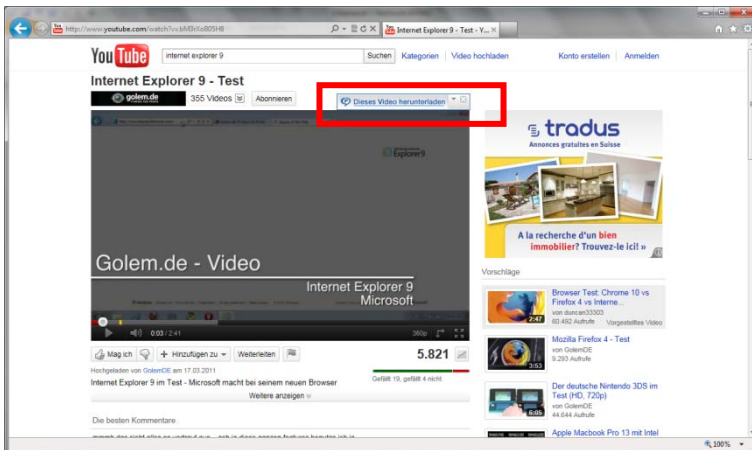 http://www.youtube.com/watch?v=bM3rXo805H8
Internet Explorer 9 - Test - Y...
YouTube
internet explorer 9
Suchen
Kategorien
Video hochladen
Konto erstellen
Anmelden
Internet Explorer 9 - Test
golem.de
355 Videos
Abonnieren
Dieses Video herunterladen
Explorer9
Golem.de - Video
Internet Explorer 9
Microsoft
0:03 / 2:41
360p
tradus
Annonces gratuites en Suisse
A la recherche d'un bien
immobilier? Trouvez-le ici! »
Mag ich
Hinzufügen zu
Weiterleiten
5.821
Hochgeladen von GolemDE am 17.03.2011
Gefällt 19, gefällt 4 nicht
Internet Explorer 9 im Test - Microsoft macht bei seinem neuen Browser
Weitere anzeigen
Die besten Kommentare
Vorschläge
Browser Test: Chrome 10 vs
Firefox 4 vs Interne...
von duncan33303
60.492 Aufrufe
Vorgestelltes Video
2:47
Mozilla Firefox 4 - Test
von GolemDE
9.293 Aufrufe
3:53
Der deutsche Nintendo 3DS im
Test (HD, 720p)
von GolemDE
44.644 Aufrufe
6:05
Apple Macbook Pro 13 mit Intel
100%